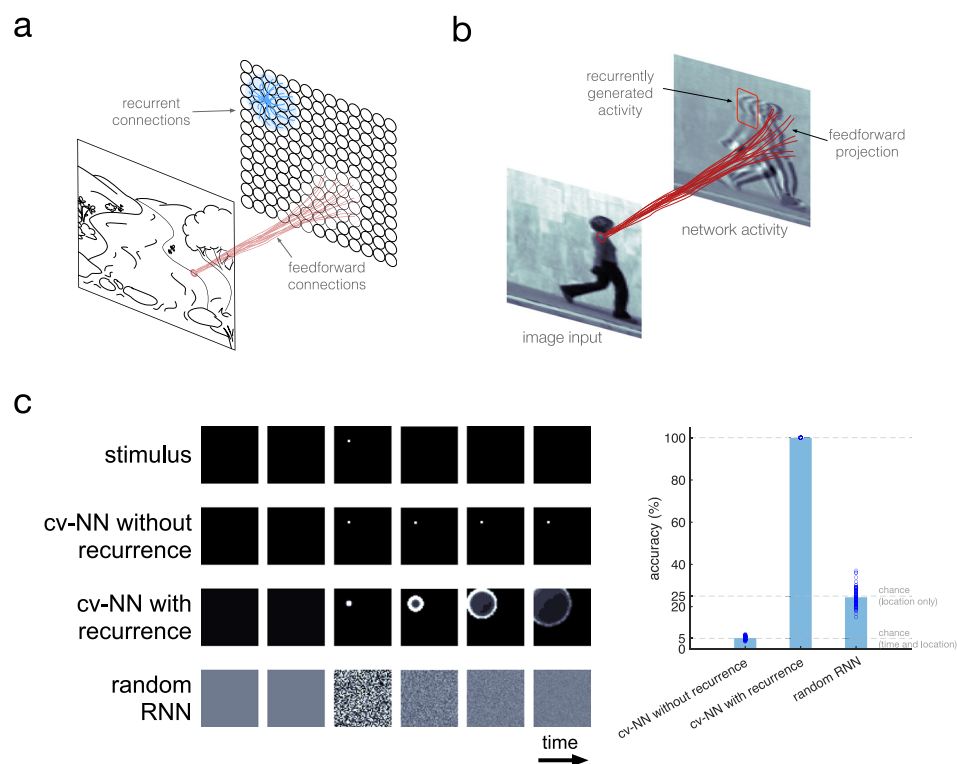 a
recurrent
connections
feedforward
connections
b
recurrently
generated
activity
feedforward
projection
network activity
image input
c
stimulus
cv-NN without
recurrence
cv-NN with
recurrence
random
RNN
time
accuracy (%)
100
80
60
40
25
20
5
0
chance
(location only)
chance
(time and location)
cv-NN without recurrence
cv-NN with recurrence
random RNN